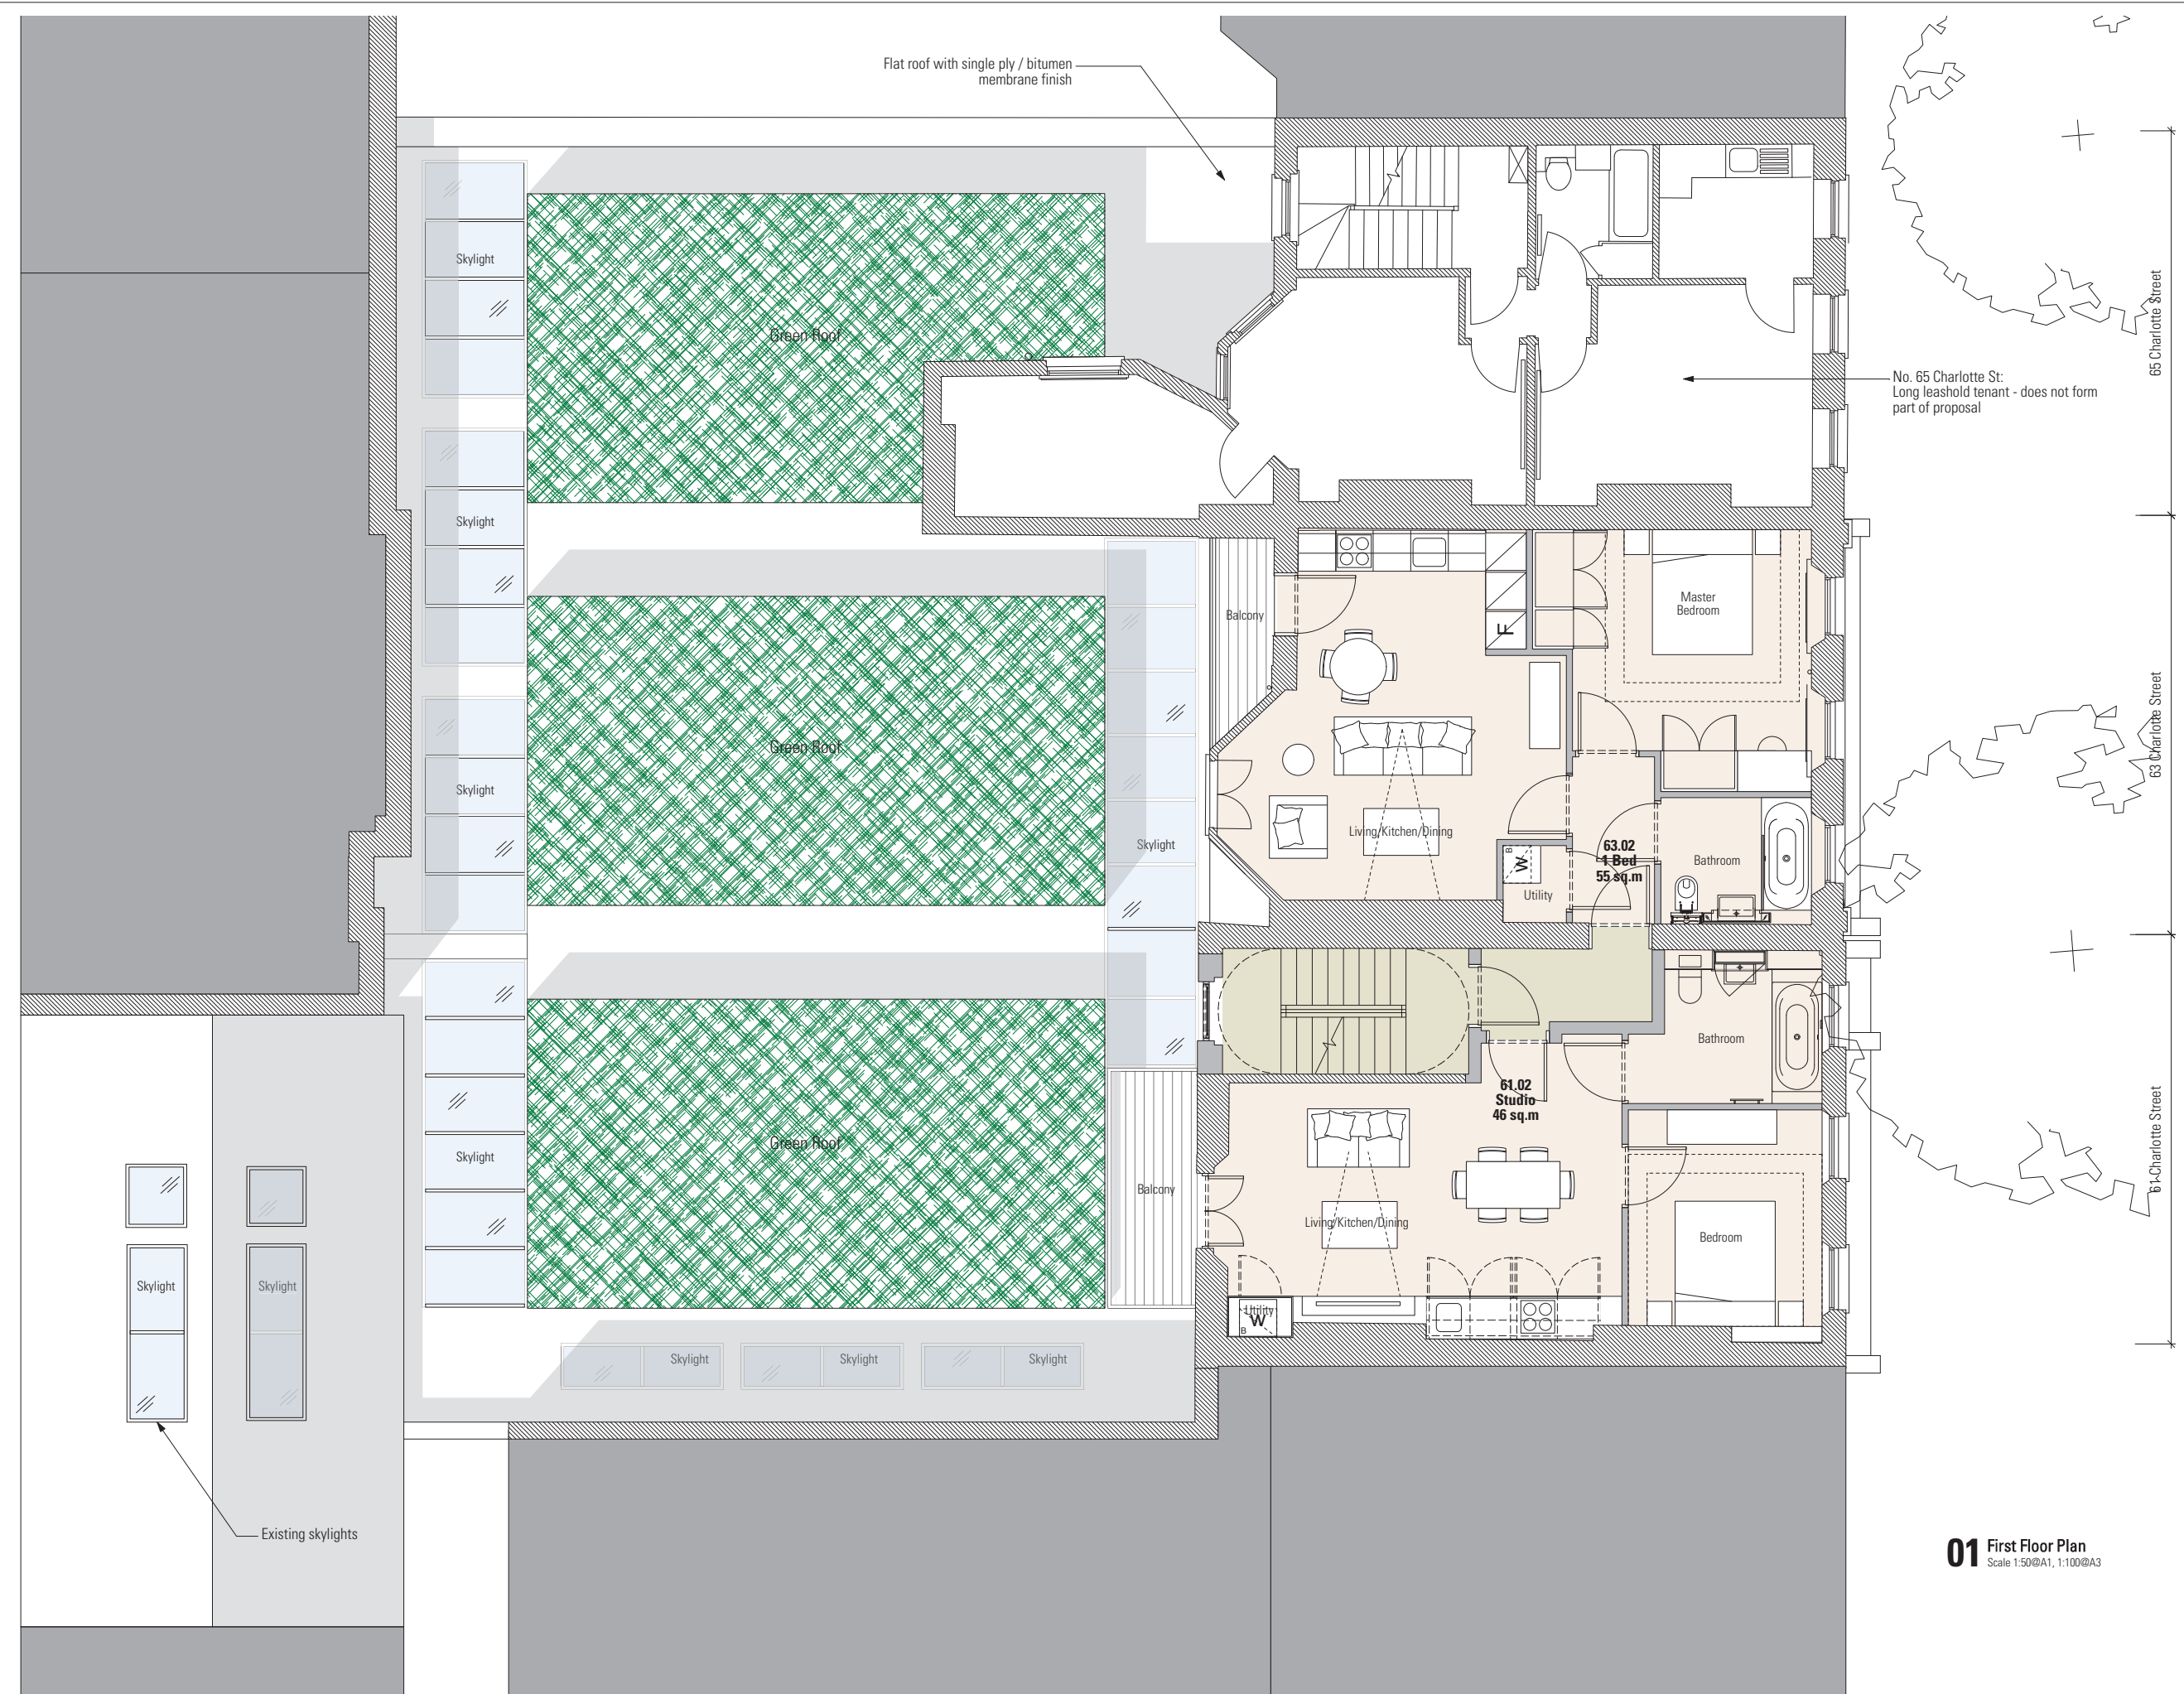 Flat roof with single ply / bitumen
membrane finish
65 Charlotte Street
Skylight
Green Roof
No. 65 Charlotte St:
Long leashold tenant - does not form
part of proposal
Skylight
Balcony
F
Master
Bedroom
63 Charlotte Street
Green Roof
Skylight
Skylight
Living/Kitchen/Dining
B
W
Utility
63.02
1 Bed
55 sq.m
Bathroom
Bathroom
61.02
Studio
46 sq.m
Green Roof
Skylight
Balcony
61 Charlotte Street
Living/Kitchen/Dining
Bedroom
Skylight
Skylight
Utility
W
B
Skylight
Skylight
Skylight
Existing skylights
01 First Floor Plan
Scale 1:50@A1, 1:100@A3